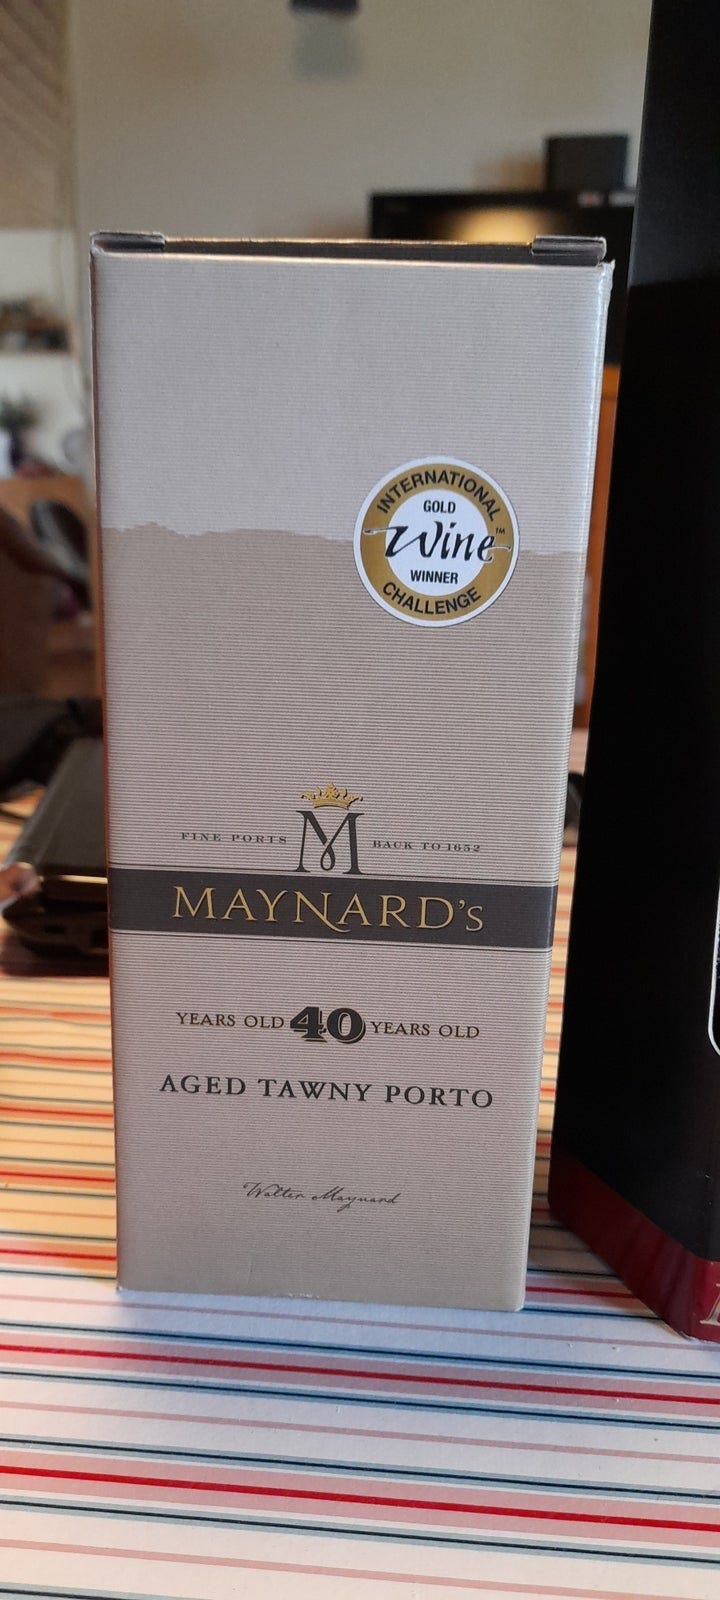 INTERNATIONAL
GOLD
Wine™
WINNER
CHALLENGE
FINE PORTS M BACK TO 1652
MAYNARD'S
YEARS OLD 40 YEARS OLD
AGED TAWNY PORTO
Walter Maynard